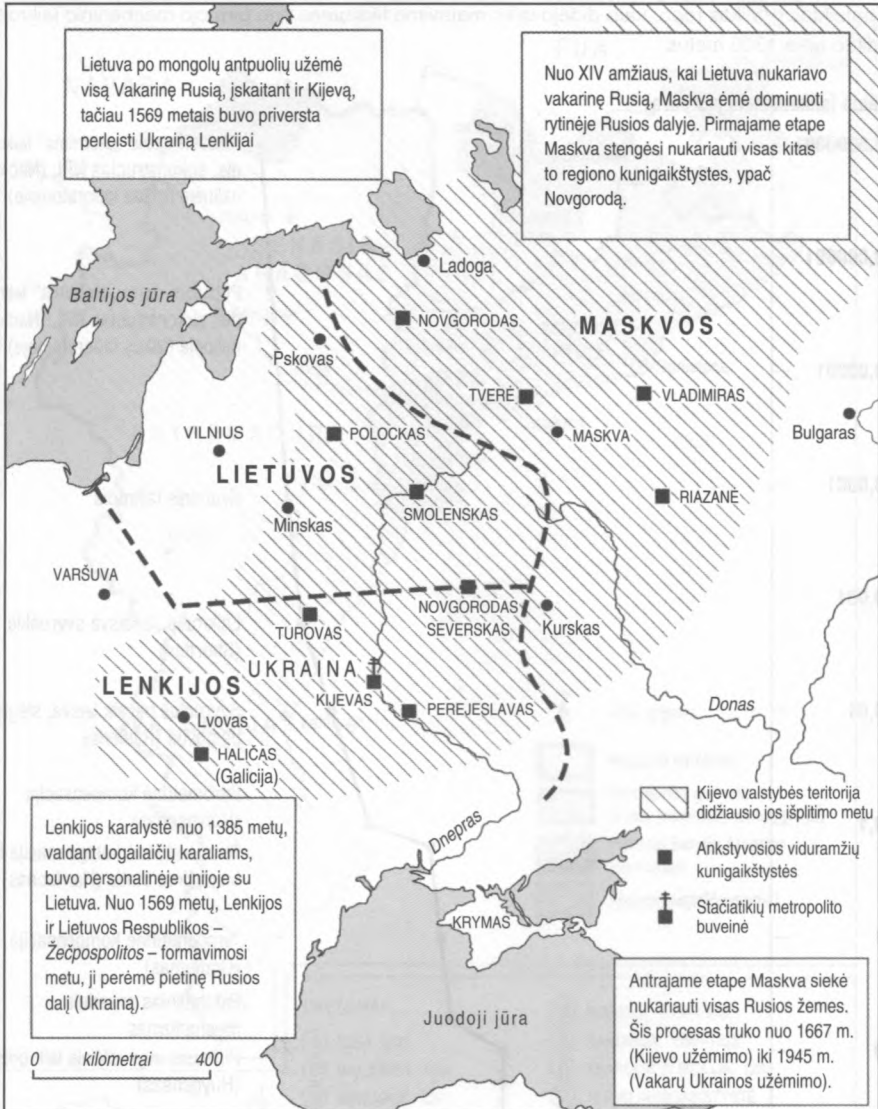 Lietuva po mongolų antpuolių užėmė
visą Vakarinę Rusią, įskaitant ir Kijevą,
tačiau 1569 metais buvo priversta
perleisti Ukrainą Lenkijai
Nuo XIV amžiaus, kai Lietuva nukariavo
vakarinę Rusią, Maskva ėmė dominuoti
rytinėje Rusios dalyje. Pirmajame etape
Maskva stengėsi nukariauti visas kitas
to regiono kunigaikštystes, ypač
Novgorodą.
Baltijos jūra
Ladoga
NOVGORODAS
MASKVOS
Pskovas
TVERĖ
VLADIMIRAS
VILNIUS
POLOCKAS
MASKVA
Bulgaras
LIETUVOS
SMOLENSKAS
RIAZANĖ
Minskas
VARŠUVA
TUROVAS
NOVGORODAS
SEVERSKAS
Kurskas
UKRAINA
LENKIJOS
KIJEVAS
PEREJESLAVAS
Donas
Lvovas
HALIČAS
(Galicija)
Dnepras
Kijevo valstybės teritorija
didžiausio jos išplitimo metu
Ankstyvosios viduramžių
kunigaikštystės
Stačiatikių metropolito
buveinė
Lenkijos karalystė nuo 1385 metų,
valdant Jogailaičių karaliams,
buvo personalinėje unijoje su
Lietuva. Nuo 1569 metų, Lenkijos
ir Lietuvos Respublikos –
Žečpospolitos – formavimosi
metu, ji perėmė pietinę Rusios
dalį (Ukrainą).
KRYMAS
Juodoji jūra
Antrajame etape Maskva siekė
nukariauti visas Rusios žemes.
Šis procesas truko nuo 1667 m.
(Kijevo užėmimo) iki 1945 m.
(Vakarų Ukrainos užėmimo).
kilometrai 400